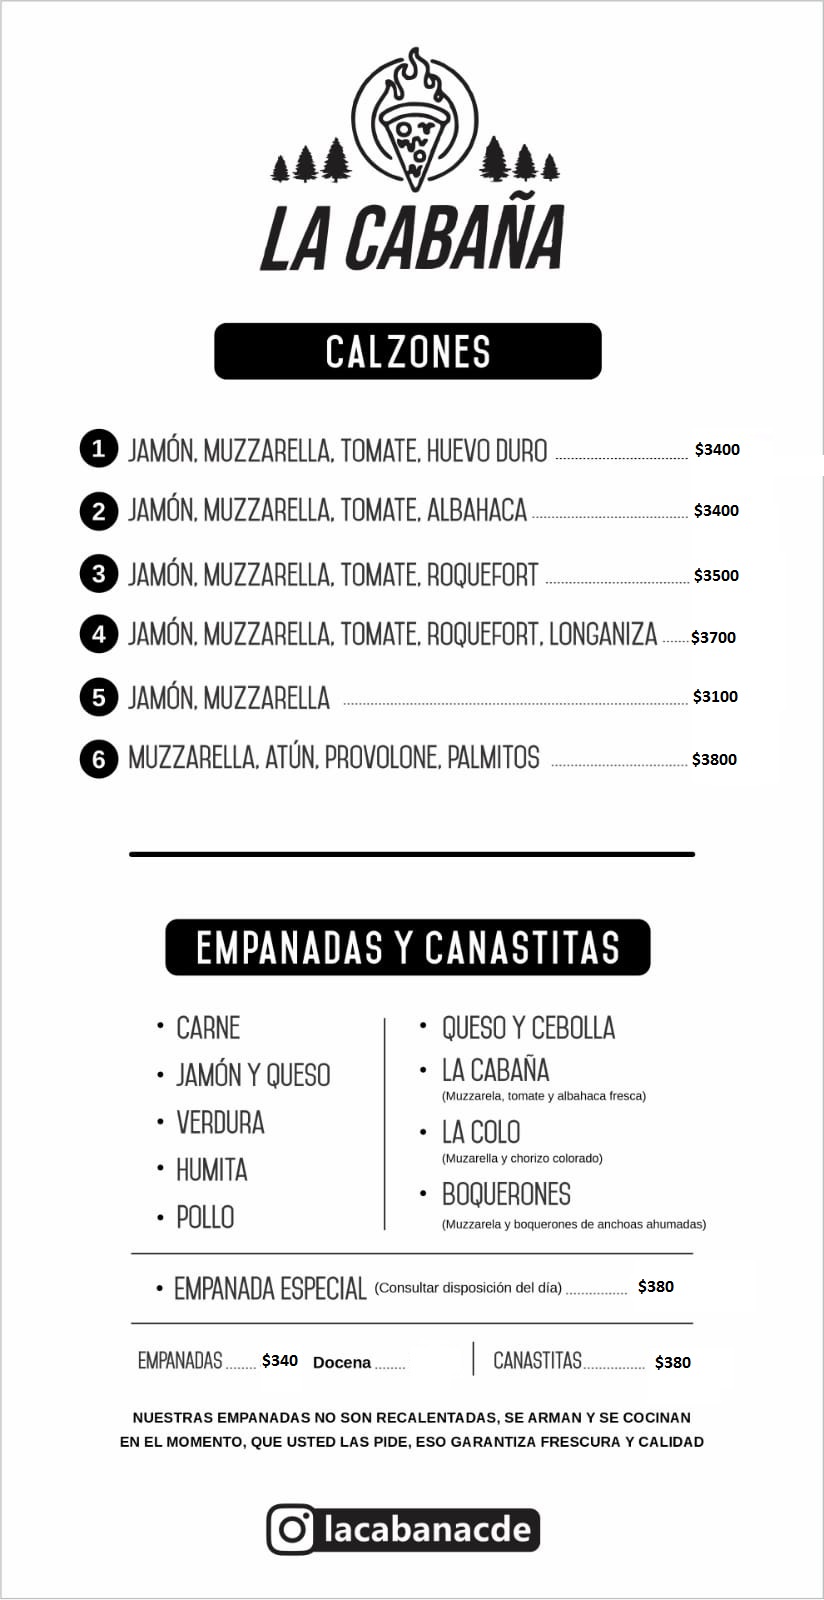 LA CABAÑA
CALZONES
1 JAMÓN, MUZZARELLA, TOMATE, HUEVO DURO ........ $3400
2 JAMÓN, MUZZARELLA, TOMATE, ALBAHACA ........ $3400
3 JAMÓN, MUZZARELLA, TOMATE, ROQUEFORT ........ $3500
4 JAMÓN, MUZZARELLA, TOMATE, ROQUEFORT, LONGANIZA ...... $3700
5 JAMÓN, MUZZARELLA ........ $3100
6 MUZZARELLA, ATÚN, PROVOLONE, PALMITOS ........ $3800
EMPANADAS Y CANASTITAS
• CARNE
• JAMÓN Y QUESO
• VERDURA
• HUMITA
• POLLO
• QUESO Y CEBOLLA
• LA CABAÑA
(Muzzarela, tomate y albahaca fresca)
• LA COLO
(Muzarella y chorizo colorado)
• BOQUERONES
(Muzzarela y boquerones de anchoas ahumadas)
• EMPANADA ESPECIAL (Consultar disposición del día) ........ $380
EMPANADAS ........ $340 Docena ........
CANASTITAS ........ $380
NUESTRAS EMPANADAS NO SON RECALENTADAS, SE ARMAN Y SE COCINAN
EN EL MOMENTO, QUE USTED LAS PIDE, ESO GARANTIZA FRESCURA Y CALIDAD
lacabanacde